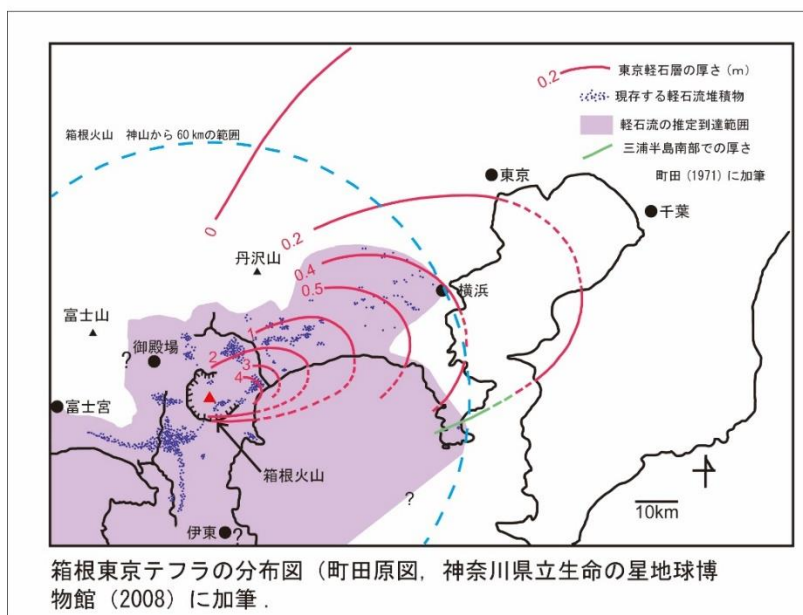 0.2
東京軽石層の厚さ（m）
現存する軽石流堆積物
軽石流の推定到達範囲
三浦半島南部での厚さ
町田（1971）に加筆
箱根火山　神山から 60 kmの範囲
0
東京
千葉
0.2
丹沢山
0.4
横浜
0.5
富士山
1
御殿場
?
2
3
4
富士宮
箱根火山
?
伊東
?
10km
箱根東京テフラの分布図（町田原図，神奈川県立生命の星地球博
物館（2008）に加筆．